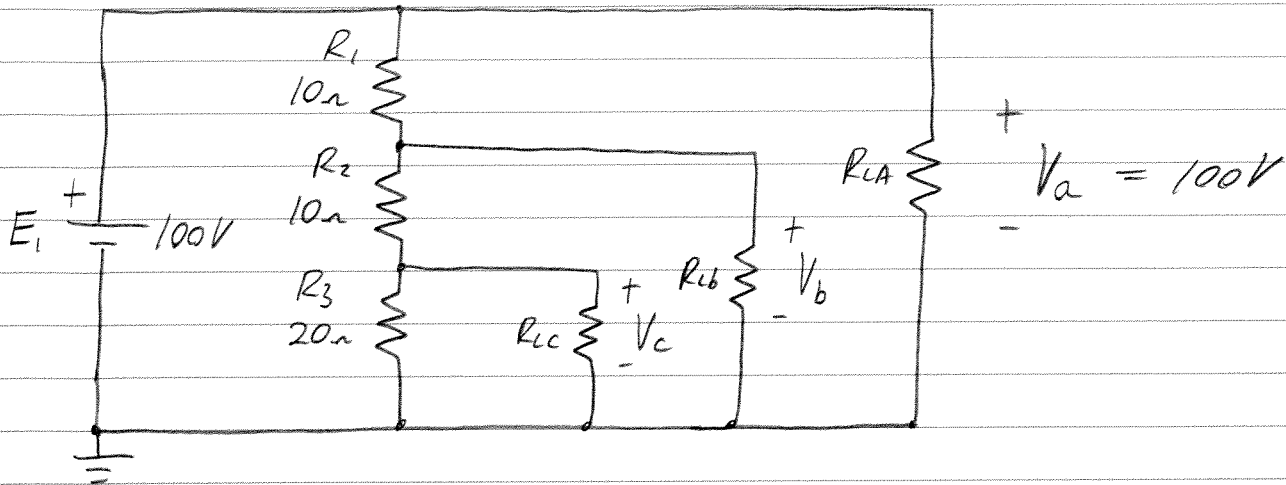 R1
10Ω
+
Va = 100V
-
R2
10Ω
RLA
+
E1
100V
+
Vb
-
RLb
R3
20Ω
+
Vc
-
RLC